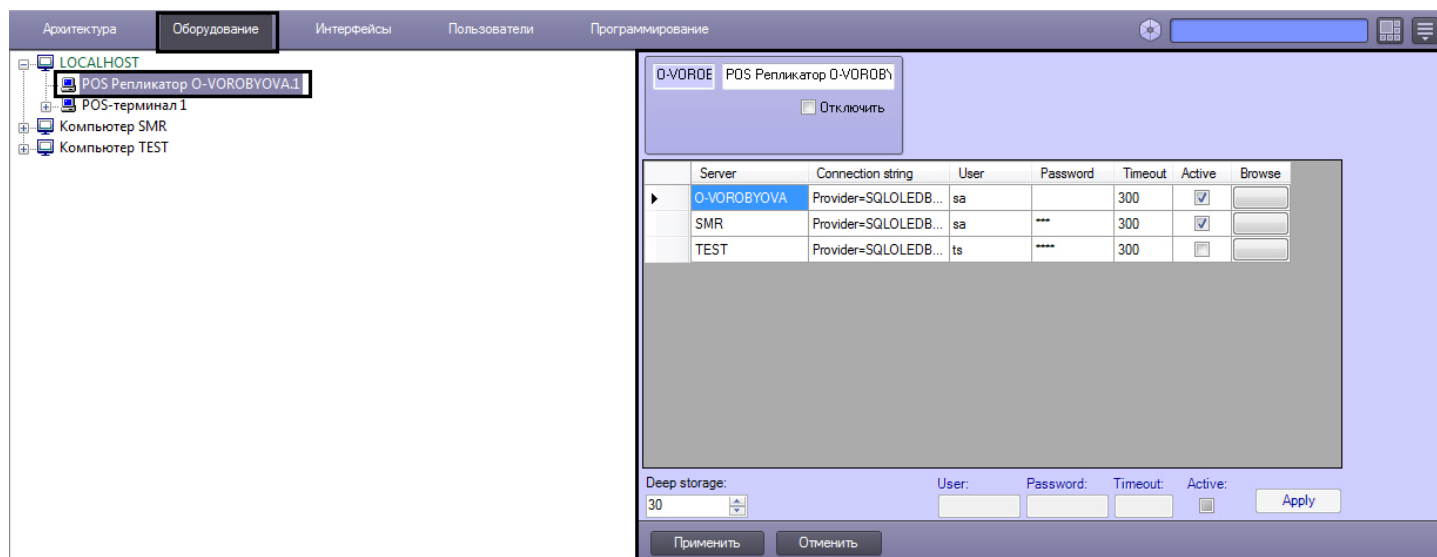 Архитектура Оборудование Интерфейсы Пользователи Программирование
LOCALHOST
POS Репликатор O-VOROBYOVA.1
POS-терминал 1
Компьютер SMR
Компьютер TEST
O-VOROB POS Репликатор O-VOROBY
Отключить
Server Connection string User Password Timeout Active Browse
O-VOROBYOVA Provider=SQLOLEDB... sa 300
SMR Provider=SQLOLEDB... sa *** 300
TEST Provider=SQLOLEDB... ts **** 300
Deep storage: User: Password: Timeout: Active:
30 Apply
Применить Отменить